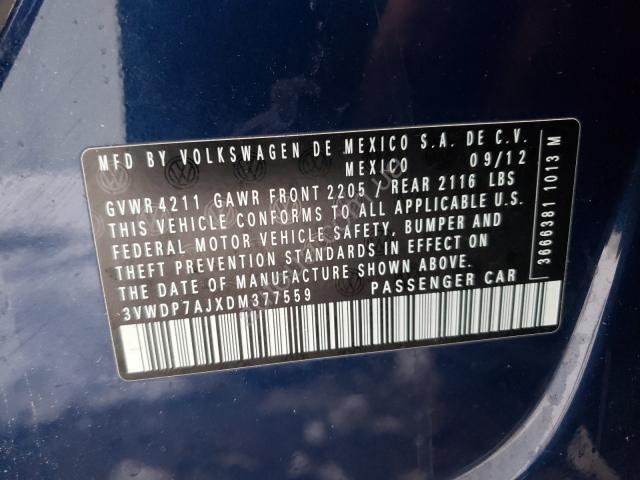 MFD BY VOLKSWAGEN DE MEXICO S.A. DE C.V.
MEXICO 09/12
GVWR 4211 GAWR FRONT 2205 REAR 2116 LBS
THIS VEHICLE CONFORMS TO ALL APPLICABLE U.S.
FEDERAL MOTOR VEHICLE SAFETY, BUMPER AND
THEFT PREVENTION STANDARDS IN EFFECT ON
THE DATE OF MANUFACTURE SHOWN ABOVE.
3VWDP7AJXDM377559 PASSENGER CAR
3666381 1013 M